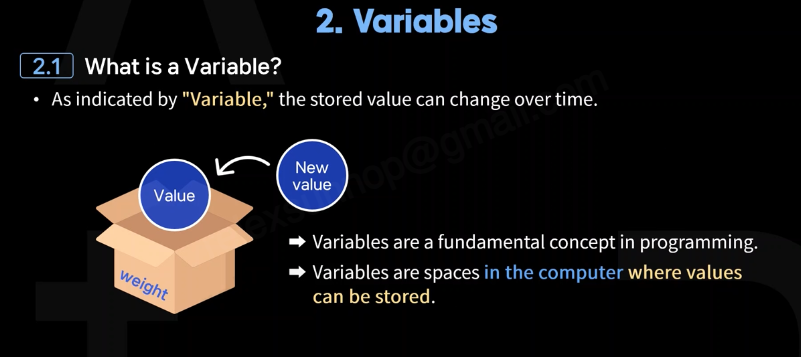 2. Variables
2.1 What is a Variable?
• As indicated by "Variable," the stored value can change over time.
Value
New
value
weight
➡ Variables are a fundamental concept in programming.
➡ Variables are spaces in the computer where values
can be stored.